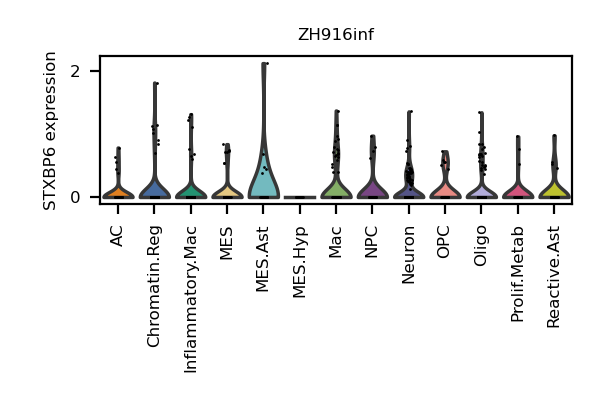 ZH916inf
STXBP6 expression
2
0
AC
Chromatin.Reg
Inflammatory.Mac
MES
MES.Ast
MES.Hyp
Mac
NPC
Neuron
OPC
Oligo
Prolif.Metab
Reactive.Ast